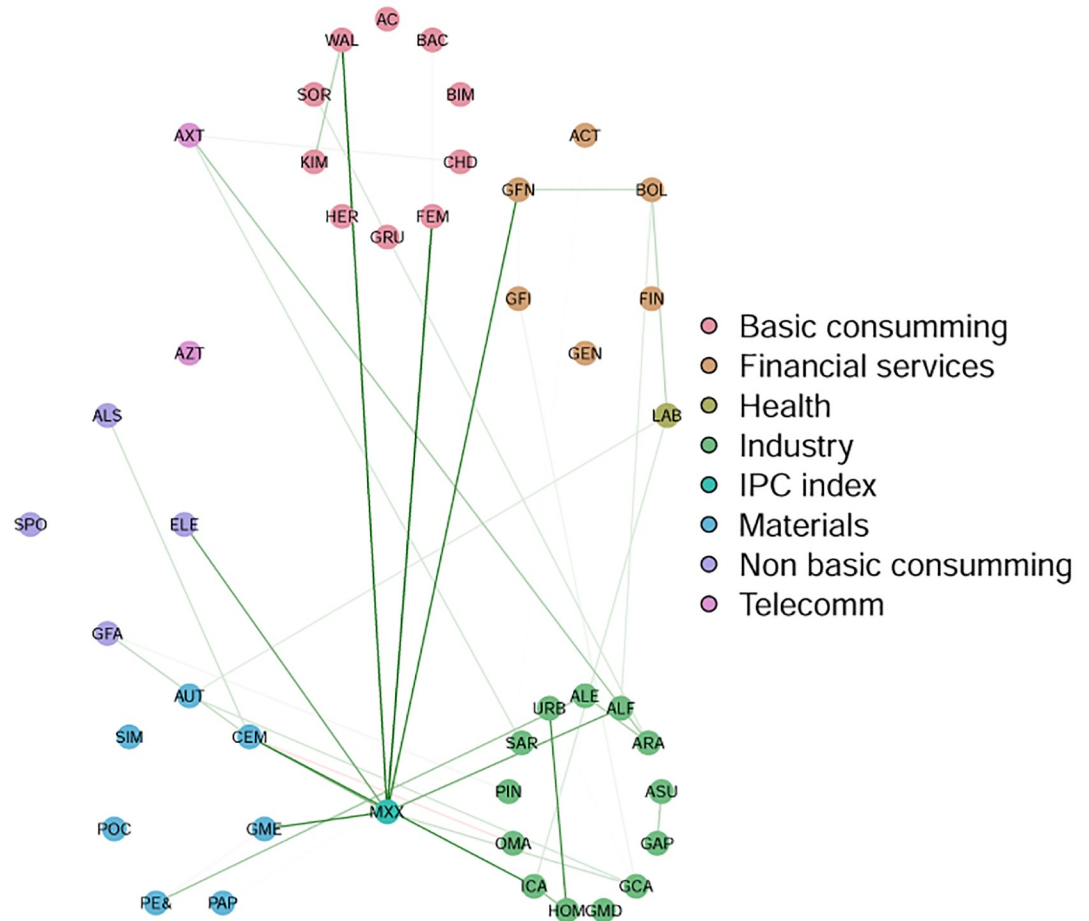 AC
WAL
BAC
SOR
BIM
AXT
ACT
KIM
CHD
GFN
BOL
HER
FEM
GRU
GFI
FIN
AZT
GEN
ALS
LAB
SPO
ELE
GFA
AUT
URB
ALE
ALF
SIM
CEM
SAR
ARA
PIN
ASU
MXX
POC
GME
OMA
GAP
ICA
GCA
PE&
PAP
HOM
GMD
Basic consumming
Financial services
Health
Industry
IPC index
Materials
Non basic consumming
Telecomm